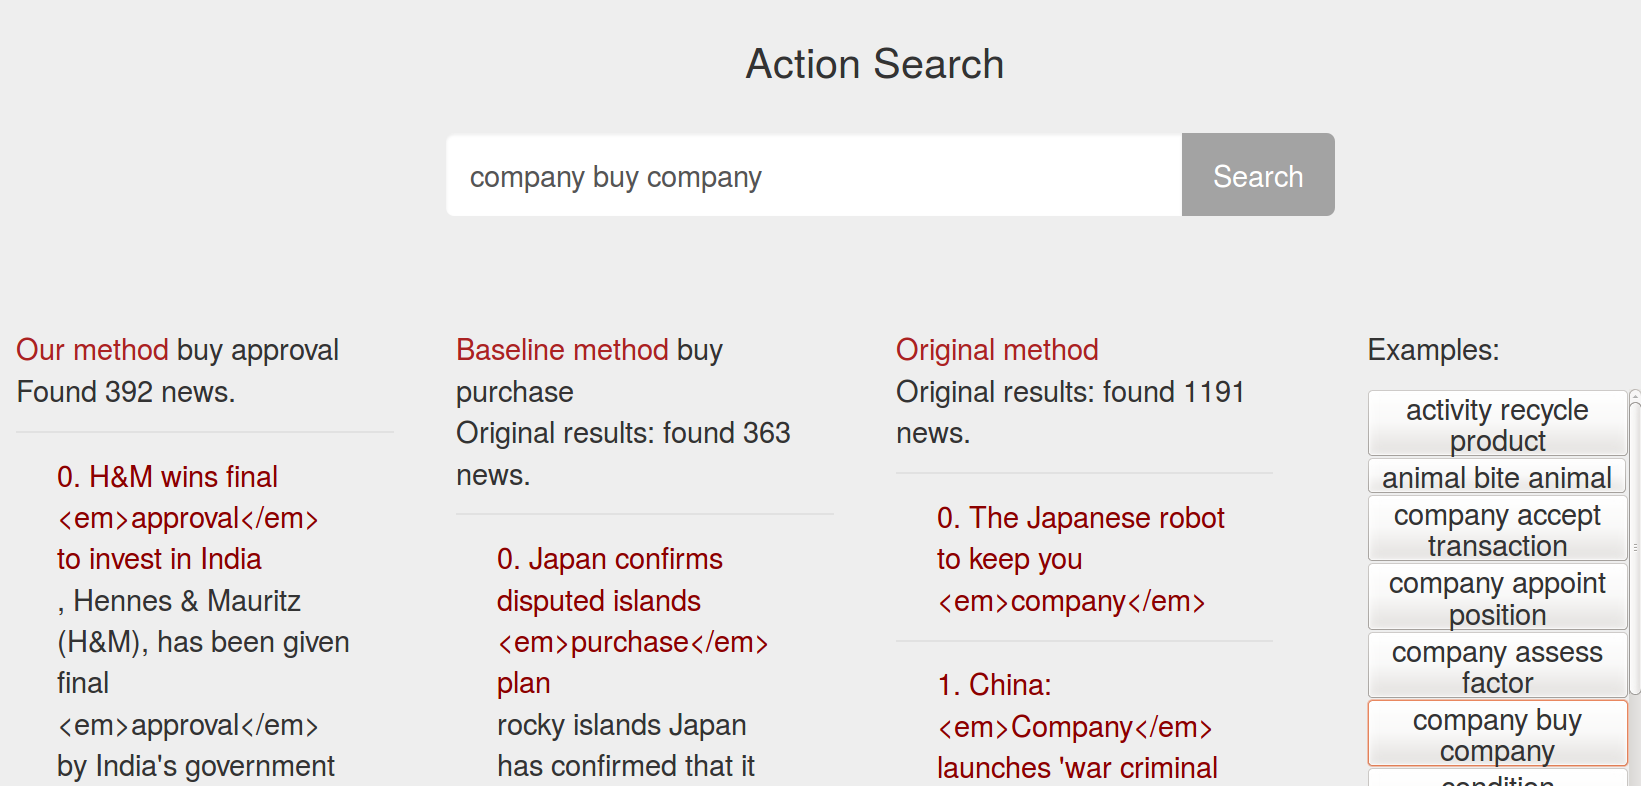 Action Search
company buy company
Search
Our method buy approval
Found 392 news.
0. H&M wins final
<em>approval</em>
to invest in India
, Hennes & Mauritz
(H&M), has been given
final
<em>approval</em>
by India's government
Baseline method buy
purchase
Original results: found 363
news.
0. Japan confirms
disputed islands
<em>purchase</em>
plan
rocky islands Japan
has confirmed that it
Original method
Original results: found 1191
news.
0. The Japanese robot
to keep you
<em>company</em>
1. China:
<em>Company</em>
launches 'war criminal
Examples:
activity recycle
product
animal bite animal
company accept
transaction
company appoint
position
company assess
factor
company buy
company
condition